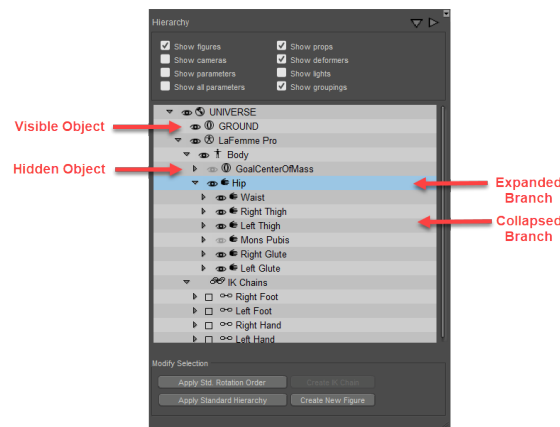 Hierarchy
Show figures Show props
Show cameras Show deformers
Show parameters Show lights
Show all parameters Show groupings
UNIVERSE
Visible Object GROUND
LaFemme Pro
Body
Hidden Object GoalCenterOfMass
Hip Expanded
Branch
Waist
Right Thigh
Left Thigh Collapsed
Branch
Mons Pubis
Right Glute
Left Glute
IK Chains
Right Foot
Left Foot
Right Hand
Left Hand
Modify Selection
Apply Std. Rotation Order Create IK Chain
Apply Standard Hierarchy Create New Figure